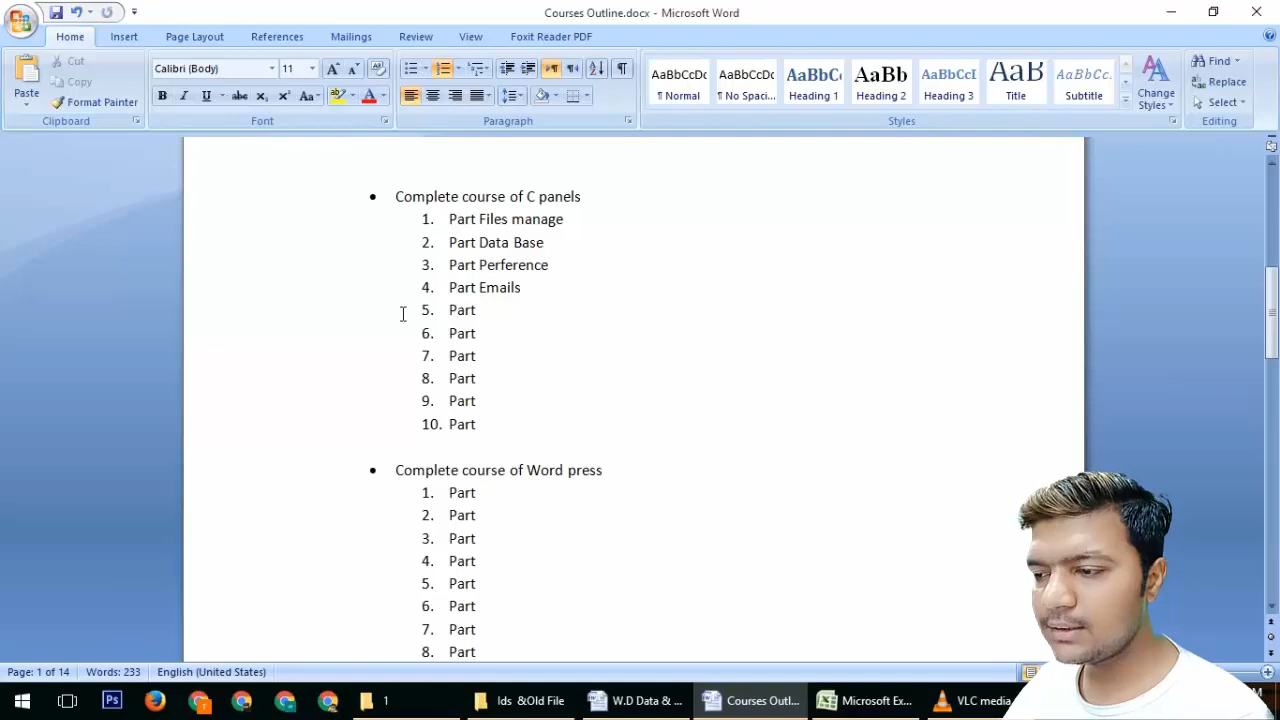 Courses Outline.docx - Microsoft Word
Home Insert Page Layout References Mailings Review View Foxit Reader PDF
Paste
Cut
Copy
Format Painter
Clipboard
Calibri (Body) 11
Font
Paragraph
AaBbCcDc AaBbCcDc AaBbC AaBb AaBbCcI AaB AaBbCc.
¶ Normal ¶ No Spaci... Heading 1 Heading 2 Heading 3 Title Subtitle
Change Styles
Styles
Find
Replace
Select
Editing
• Complete course of C panels
1. Part Files manage
2. Part Data Base
3. Part Perference
4. Part Emails
5. Part
6. Part
7. Part
8. Part
9. Part
10. Part
• Complete course of Word press
1. Part
2. Part
3. Part
4. Part
5. Part
6. Part
7. Part
8. Part
Page: 1 of 14 Words: 233 English (United States)
1 Ids &Old File W.D Data & ... Courses Outl... Microsoft Ex... VLC media